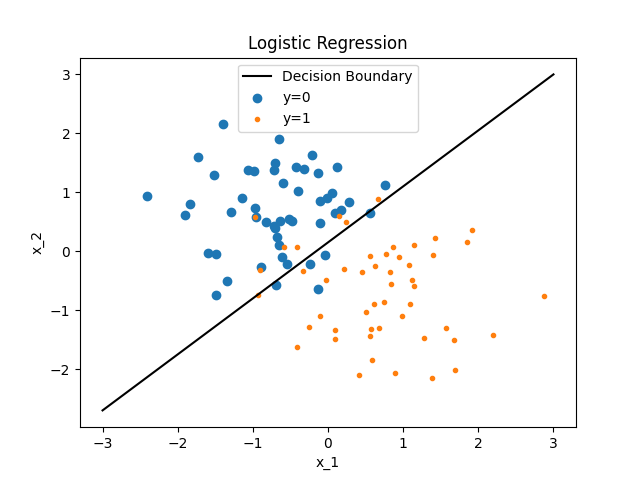 Logistic Regression
Decision Boundary
y=0
y=1
3
2
1
0
−1
−2
x_2
−3
−2
−1
0
1
2
3
x_1